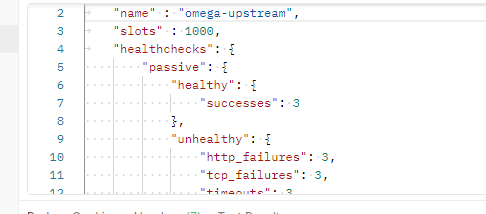 2 "name" : "omega-upstream",
3 "slots" : 1000,
4 "healthchecks": {
5 "passive": {
6 "healthy": {
7 "successes": 3
8 },
9 "unhealthy": {
10 "http_failures": 3,
11 "tcp_failures": 3,
12 "timeouts": 3